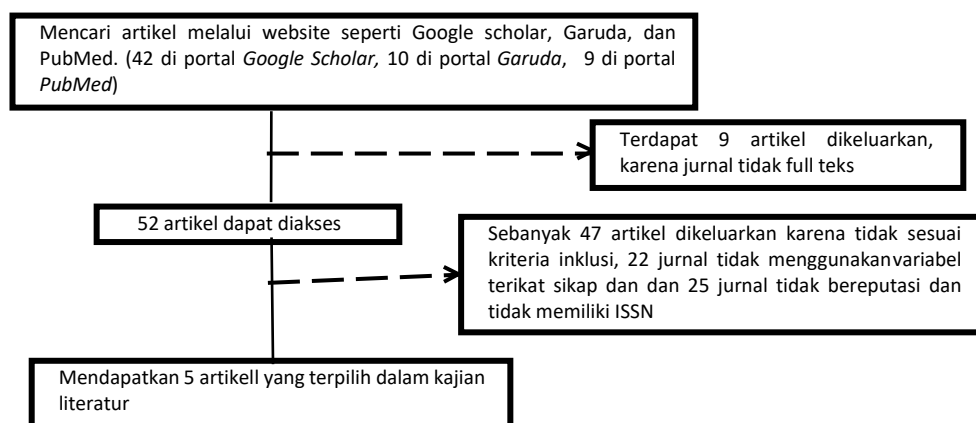 Mencari artikel melalui website seperti Google scholar, Garuda, dan
PubMed. (42 di portal Google Scholar, 10 di portal Garuda, 9 di portal
PubMed)
Terdapat 9 artikel dikeluarkan,
karena jurnal tidak full teks
52 artikel dapat diakses
Sebanyak 47 artikel dikeluarkan karena tidak sesuai
kriteria inklusi, 22 jurnal tidak menggunakanvariabel
terikat sikap dan dan 25 jurnal tidak bereputasi dan
tidak memiliki ISSN
Mendapatkan 5 artikell yang terpilih dalam kajian
literatur